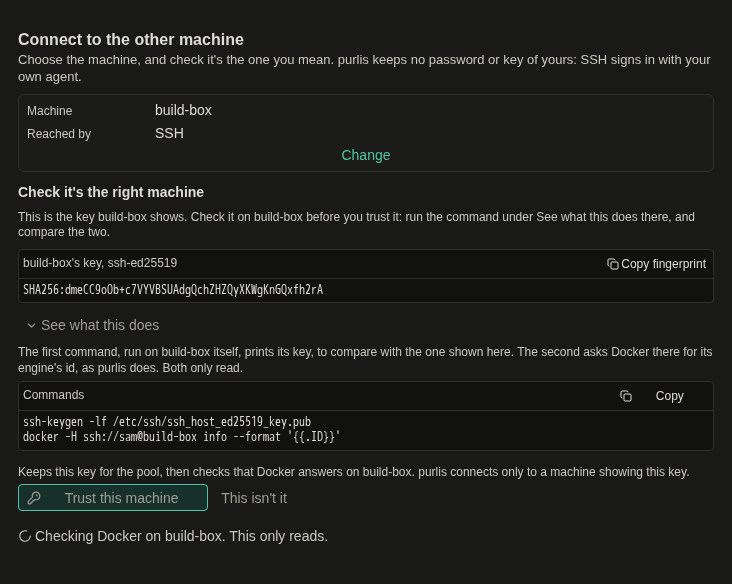 Connect to the other machine
Choose the machine, and check it's the one you mean. purlis keeps no password or key of yours: SSH signs in with your
own agent.
Machine build-box
Reached by SSH
Change
Check it's the right machine
This is the key build-box shows. Check it on build-box before you trust it: run the command under See what this does there, and
compare the two.
build-box's key, ssh-ed25519 Copy fingerprint
SHA256:dmeCC9oOb+c7VYVBSUAdgQchZHZQyXKWgKnGQxfh2rA
See what this does
The first command, run on build-box itself, prints its key, to compare with the one shown here. The second asks Docker there for its
engine's id, as purlis does. Both only read.
Commands Copy
ssh-keygen -lf /etc/ssh/ssh_host_ed25519_key.pub
docker -H ssh://sam@build-box info --format '{{.ID}}'
Keeps this key for the pool, then checks that Docker answers on build-box. purlis connects only to a machine showing this key.
Trust this machine This isn't it
Checking Docker on build-box. This only reads.